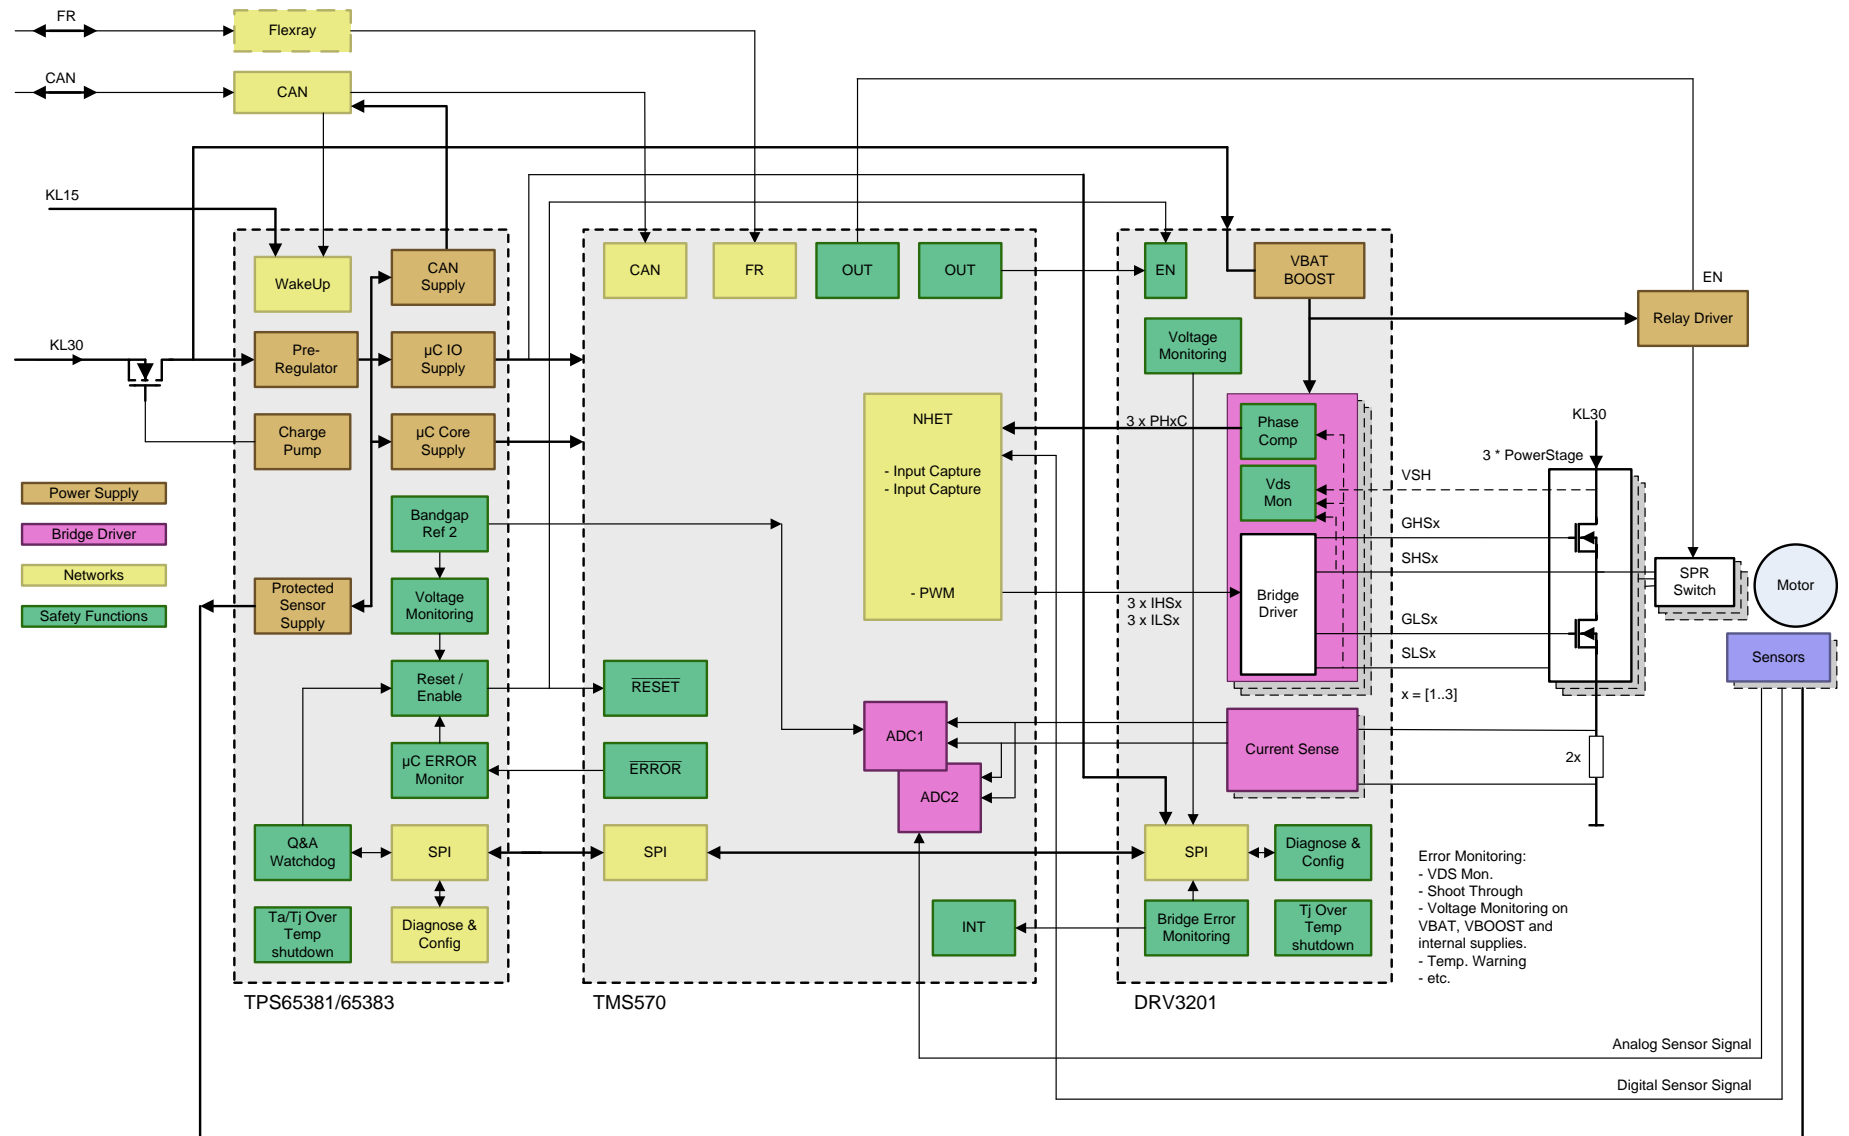 FR
Flexray
CAN
CAN
KL15
KL30
WakeUp
CAN
Supply
Pre-
Regulator
µC IO
Supply
Charge
Pump
µC Core
Supply
Bandgap
Ref 2
Protected
Sensor
Supply
Voltage
Monitoring
Reset /
Enable
µC ERROR
Monitor
Q&A
Watchdog
SPI
Ta/Tj Over
Temp
shutdown
Diagnose &
Config
TPS65381/65383
Power Supply
Bridge Driver
Networks
Safety Functions
CAN
FR
OUT
OUT
NHET
- Input Capture
- Input Capture
- PWM
RESET
ERROR
ADC1
ADC2
SPI
INT
TMS570
EN
VBAT
BOOST
Voltage
Monitoring
3 x PHxC
Phase
Comp
Vds
Mon
Bridge
Driver
3 x IHSx
3 x ILSx
Current Sense
SPI
Diagnose &
Config
Bridge Error
Monitoring
Tj Over
Temp
shutdown
DRV3201
EN
Relay Driver
KL30
3 * PowerStage
VSH
GHSx
SHSx
GLSx
SLSx
x = [1..3]
2x
SPR
Switch
Motor
Sensors
Error Monitoring:
- VDS Mon.
- Shoot Through
- Voltage Monitoring on
VBAT, VBOOST and
internal supplies.
- Temp. Warning
- etc.
Analog Sensor Signal
Digital Sensor Signal